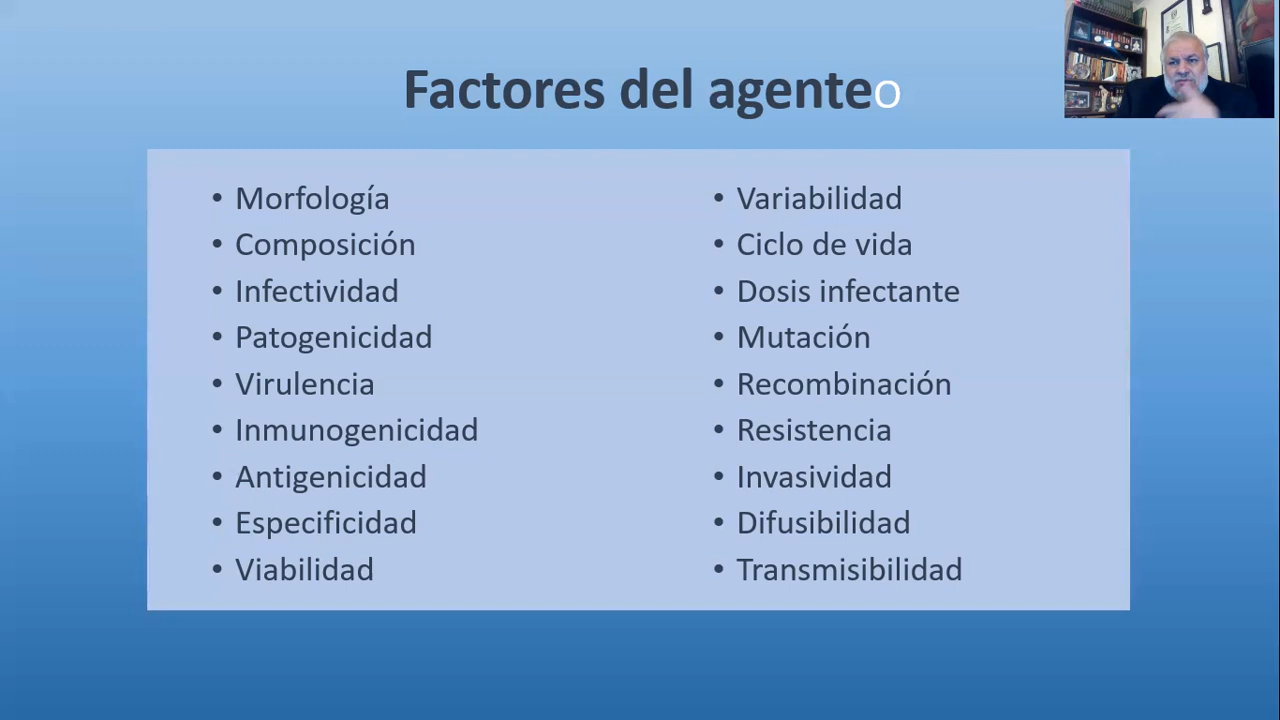 Factores del agenteo
• Morfología
• Composición
• Infectividad
• Patogenicidad
• Virulencia
• Inmunogenicidad
• Antigenicidad
• Especificidad
• Viabilidad
• Variabilidad
• Ciclo de vida
• Dosis infectante
• Mutación
• Recombinación
• Resistencia
• Invasividad
• Difusibilidad
• Transmisibilidad